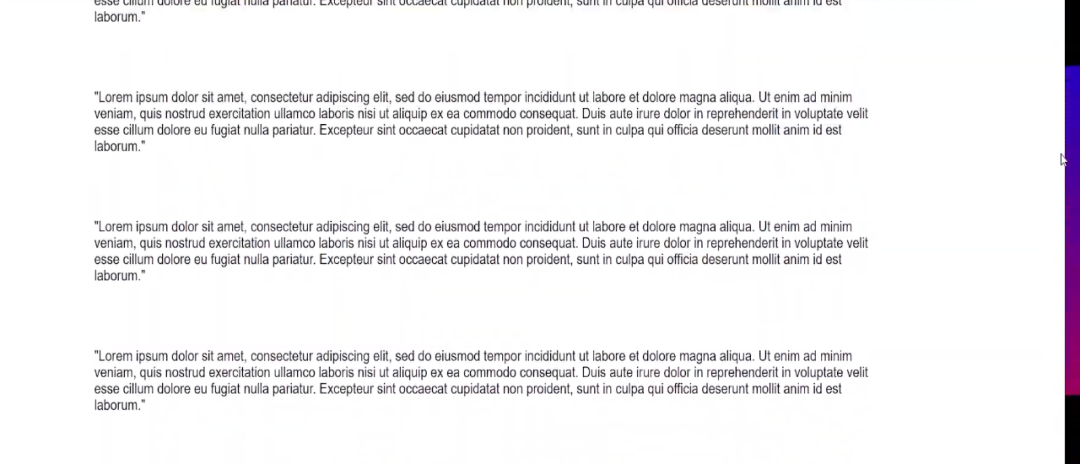 esse cillum dolore eu fugiat nulla pariatur. Excepteur sint occaecat cupidatat non proident, sunt in culpa qui officia deserunt mollit anim id est
laborum."
"Lorem ipsum dolor sit amet, consectetur adipiscing elit, sed do eiusmod tempor incididunt ut labore et dolore magna aliqua. Ut enim ad minim
veniam, quis nostrud exercitation ullamco laboris nisi ut aliquip ex ea commodo consequat. Duis aute irure dolor in reprehenderit in voluptate velit
esse cillum dolore eu fugiat nulla pariatur. Excepteur sint occaecat cupidatat non proident, sunt in culpa qui officia deserunt mollit anim id est
laborum."
"Lorem ipsum dolor sit amet, consectetur adipiscing elit, sed do eiusmod tempor incididunt ut labore et dolore magna aliqua. Ut enim ad minim
veniam, quis nostrud exercitation ullamco laboris nisi ut aliquip ex ea commodo consequat. Duis aute irure dolor in reprehenderit in voluptate velit
esse cillum dolore eu fugiat nulla pariatur. Excepteur sint occaecat cupidatat non proident, sunt in culpa qui officia deserunt mollit anim id est
laborum."
"Lorem ipsum dolor sit amet, consectetur adipiscing elit, sed do eiusmod tempor incididunt ut labore et dolore magna aliqua. Ut enim ad minim
veniam, quis nostrud exercitation ullamco laboris nisi ut aliquip ex ea commodo consequat. Duis aute irure dolor in reprehenderit in voluptate velit
esse cillum dolore eu fugiat nulla pariatur. Excepteur sint occaecat cupidatat non proident, sunt in culpa qui officia deserunt mollit anim id est
laborum."